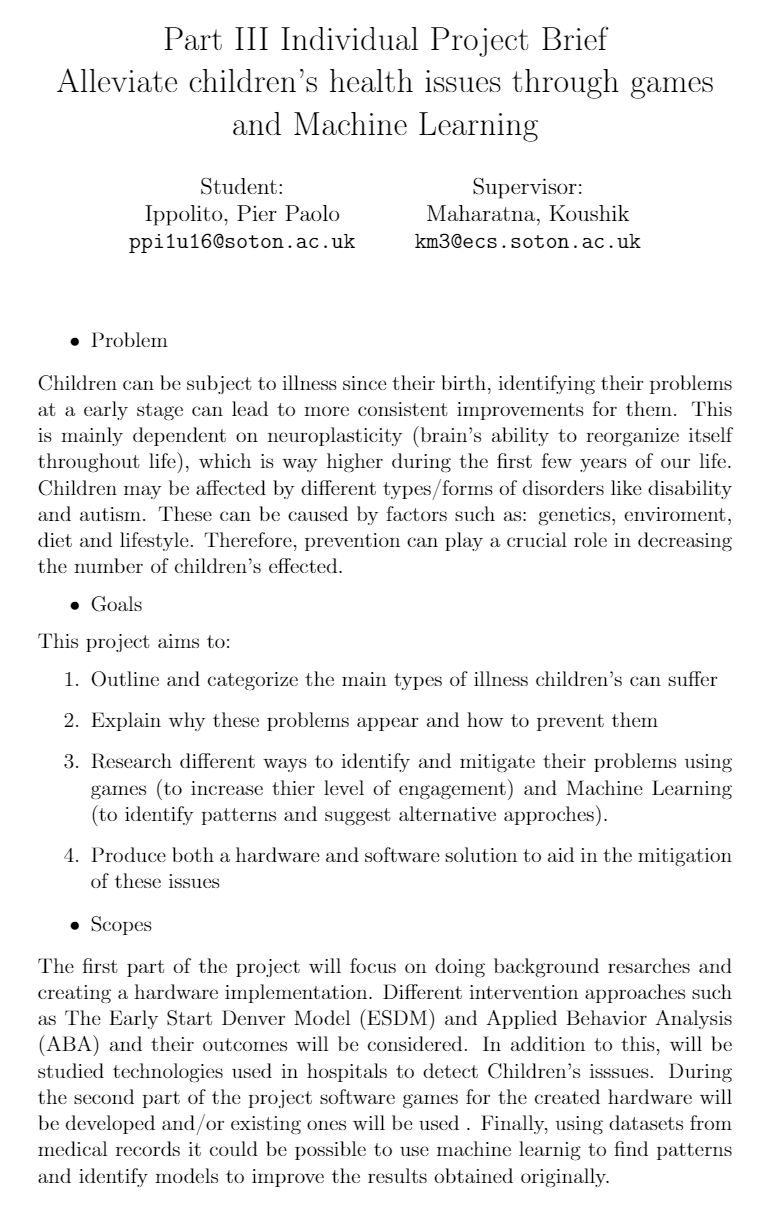 Part III Individual Project Brief
Alleviate children's health issues through games
and Machine Learning
Student:
Ippolito, Pier Paolo
ppi1u16@soton.ac.uk
Supervisor:
Maharatna, Koushik
km3@ecs.soton.ac.uk
• Problem
Children can be subject to illness since their birth, identifying their problems
at a early stage can lead to more consistent improvements for them. This
is mainly dependent on neuroplasticity (brain's ability to reorganize itself
throughout life), which is way higher during the first few years of our life.
Children may be affected by different types/forms of disorders like disability
and autism. These can be caused by factors such as: genetics, enviroment,
diet and lifestyle. Therefore, prevention can play a crucial role in decreasing
the number of children's effected.
• Goals
This project aims to:
1. Outline and categorize the main types of illness children's can suffer
2. Explain why these problems appear and how to prevent them
3. Research different ways to identify and mitigate their problems using
games (to increase thier level of engagement) and Machine Learning
(to identify patterns and suggest alternative approches).
4. Produce both a hardware and software solution to aid in the mitigation
of these issues
• Scopes
The first part of the project will focus on doing background resarches and
creating a hardware implementation. Different intervention approaches such
as The Early Start Denver Model (ESDM) and Applied Behavior Analysis
(ABA) and their outcomes will be considered. In addition to this, will be
studied technologies used in hospitals to detect Children's isssues. During
the second part of the project software games for the created hardware will
be developed and/or existing ones will be used . Finally, using datasets from
medical records it could be possible to use machine learnig to find patterns
and identify models to improve the results obtained originally.